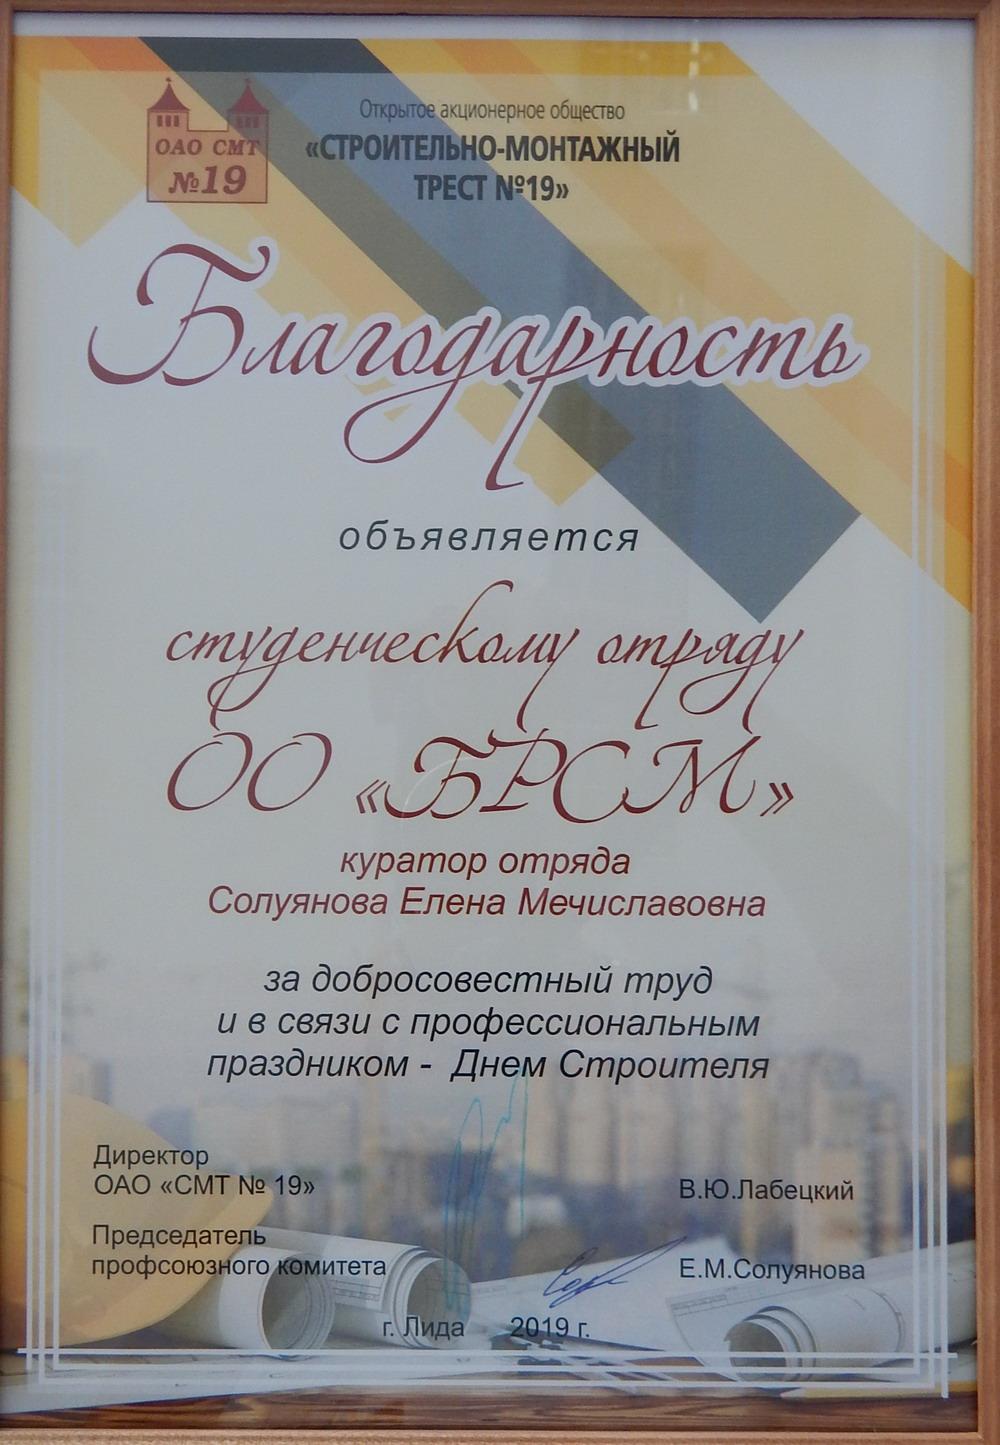 ОАО СМТ
№19
Открытое акционерное общество
«СТРОИТЕЛЬНО-МОНТАЖНЫЙ
ТРЕСТ №19»
Благодарность
объявляется
студенческому отряду
ОО «БРСМ»
куратор отряда
Солуянова Елена Мечиславовна
за добросовестный труд
и в связи с профессиональным
праздником - Днем Строителя
Директор
ОАО «СМТ № 19»
В.Ю.Лабецкий
Председатель
профсоюзного комитета
Е.М.Солуянова
г. Лида 2019 г.